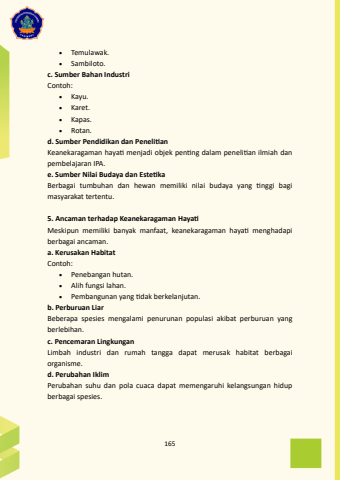 • Temulawak.
• Sambiloto.
c. Sumber Bahan Industri
Contoh:
• Kayu.
• Karet.
• Kapas.
• Rotan.
d. Sumber Pendidikan dan Penelitian
Keanekaragaman hayati menjadi objek penting dalam penelitian ilmiah dan
pembelajaran IPA.
e. Sumber Nilai Budaya dan Estetika
Berbagai tumbuhan dan hewan memiliki nilai budaya yang tinggi bagi
masyarakat tertentu.
5. Ancaman terhadap Keanekaragaman Hayati
Meskipun memiliki banyak manfaat, keanekaragaman hayati menghadapi
berbagai ancaman.
a. Kerusakan Habitat
Contoh:
• Penebangan hutan.
• Alih fungsi lahan.
• Pembangunan yang tidak berkelanjutan.
b. Perburuan Liar
Beberapa spesies mengalami penurunan populasi akibat perburuan yang
berlebihan.
c. Pencemaran Lingkungan
Limbah industri dan rumah tangga dapat merusak habitat berbagai
organisme.
d. Perubahan Iklim
Perubahan suhu dan pola cuaca dapat memengaruhi kelangsungan hidup
berbagai spesies.
165